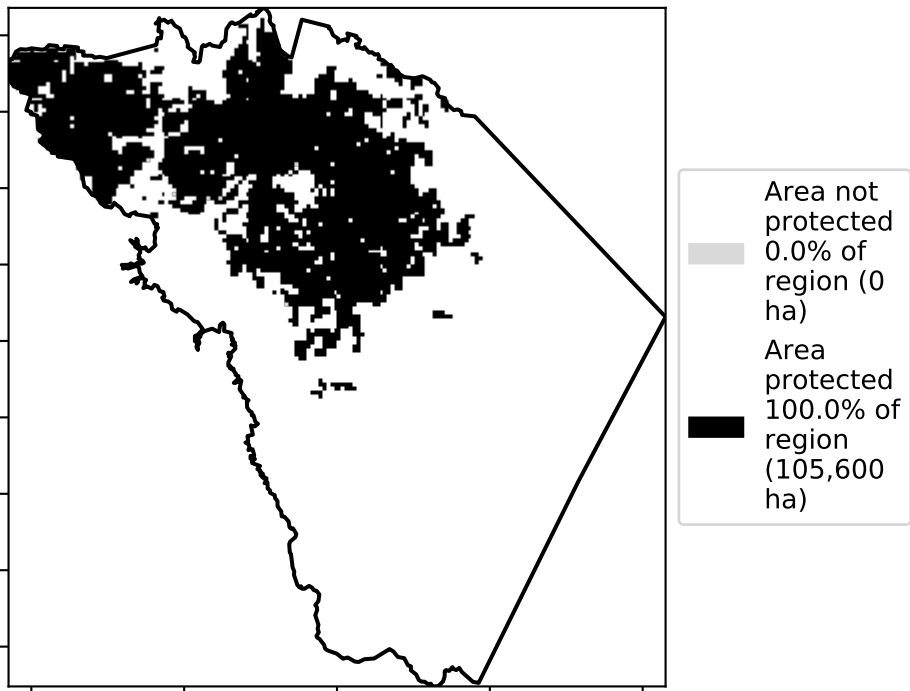 Area not
protected
0.0% of
region (0
ha)
Area
protected
100.0% of
region
(105,600
ha)